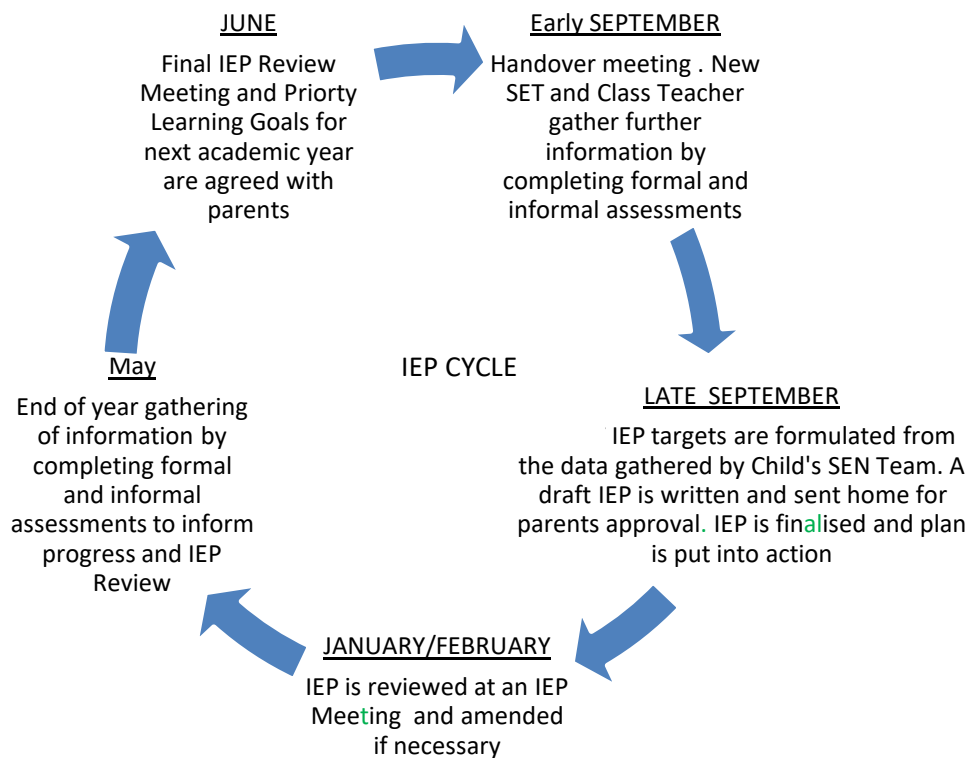 JUNE
Final IEP Review
Meeting and Priorty
Learning Goals for
next academic year
are agreed with
parents
Early SEPTEMBER
Handover meeting . New
SET and Class Teacher
gather further
information by
completing formal and
informal assessments
IEP CYCLE
LATE SEPTEMBER
IEP targets are formulated from
the data gathered by Child's SEN Team. A
draft IEP is written and sent home for
parents approval. IEP is finalised and plan
is put into action
JANUARY/FEBRUARY
IEP is reviewed at an IEP
Meeting and amended
if necessary
May
End of year gathering
of information by
completing formal
and informal
assessments to inform
progress and IEP
Review